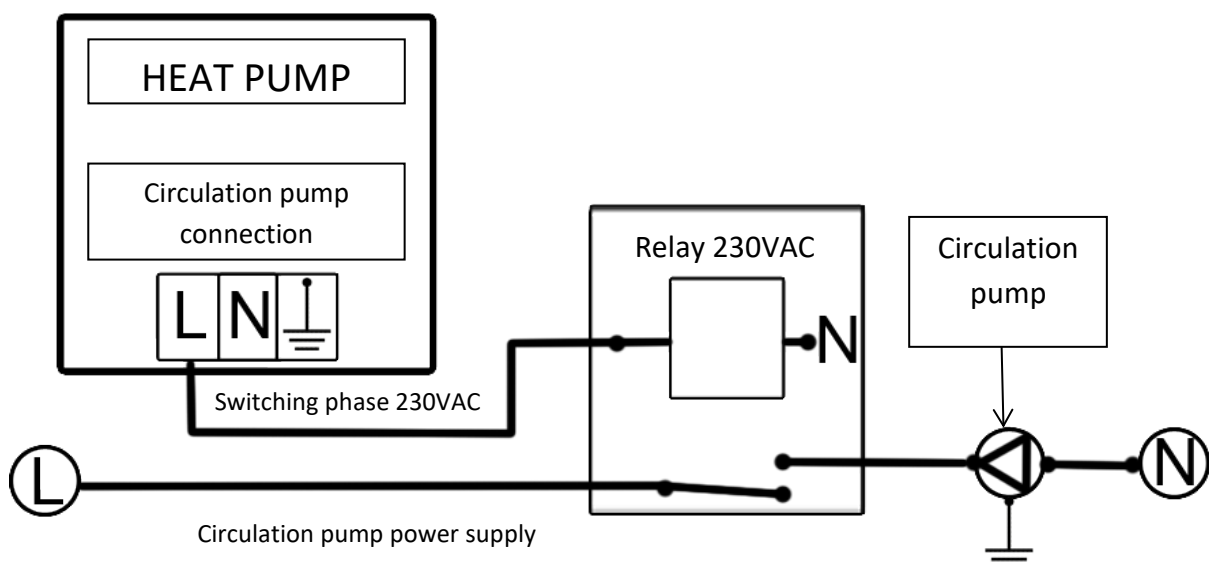 HEAT PUMP
Circulation pump
connection
L N
Switching phase 230VAC
Relay 230VAC
N
Circulation
pump
L
N
Circulation pump power supply